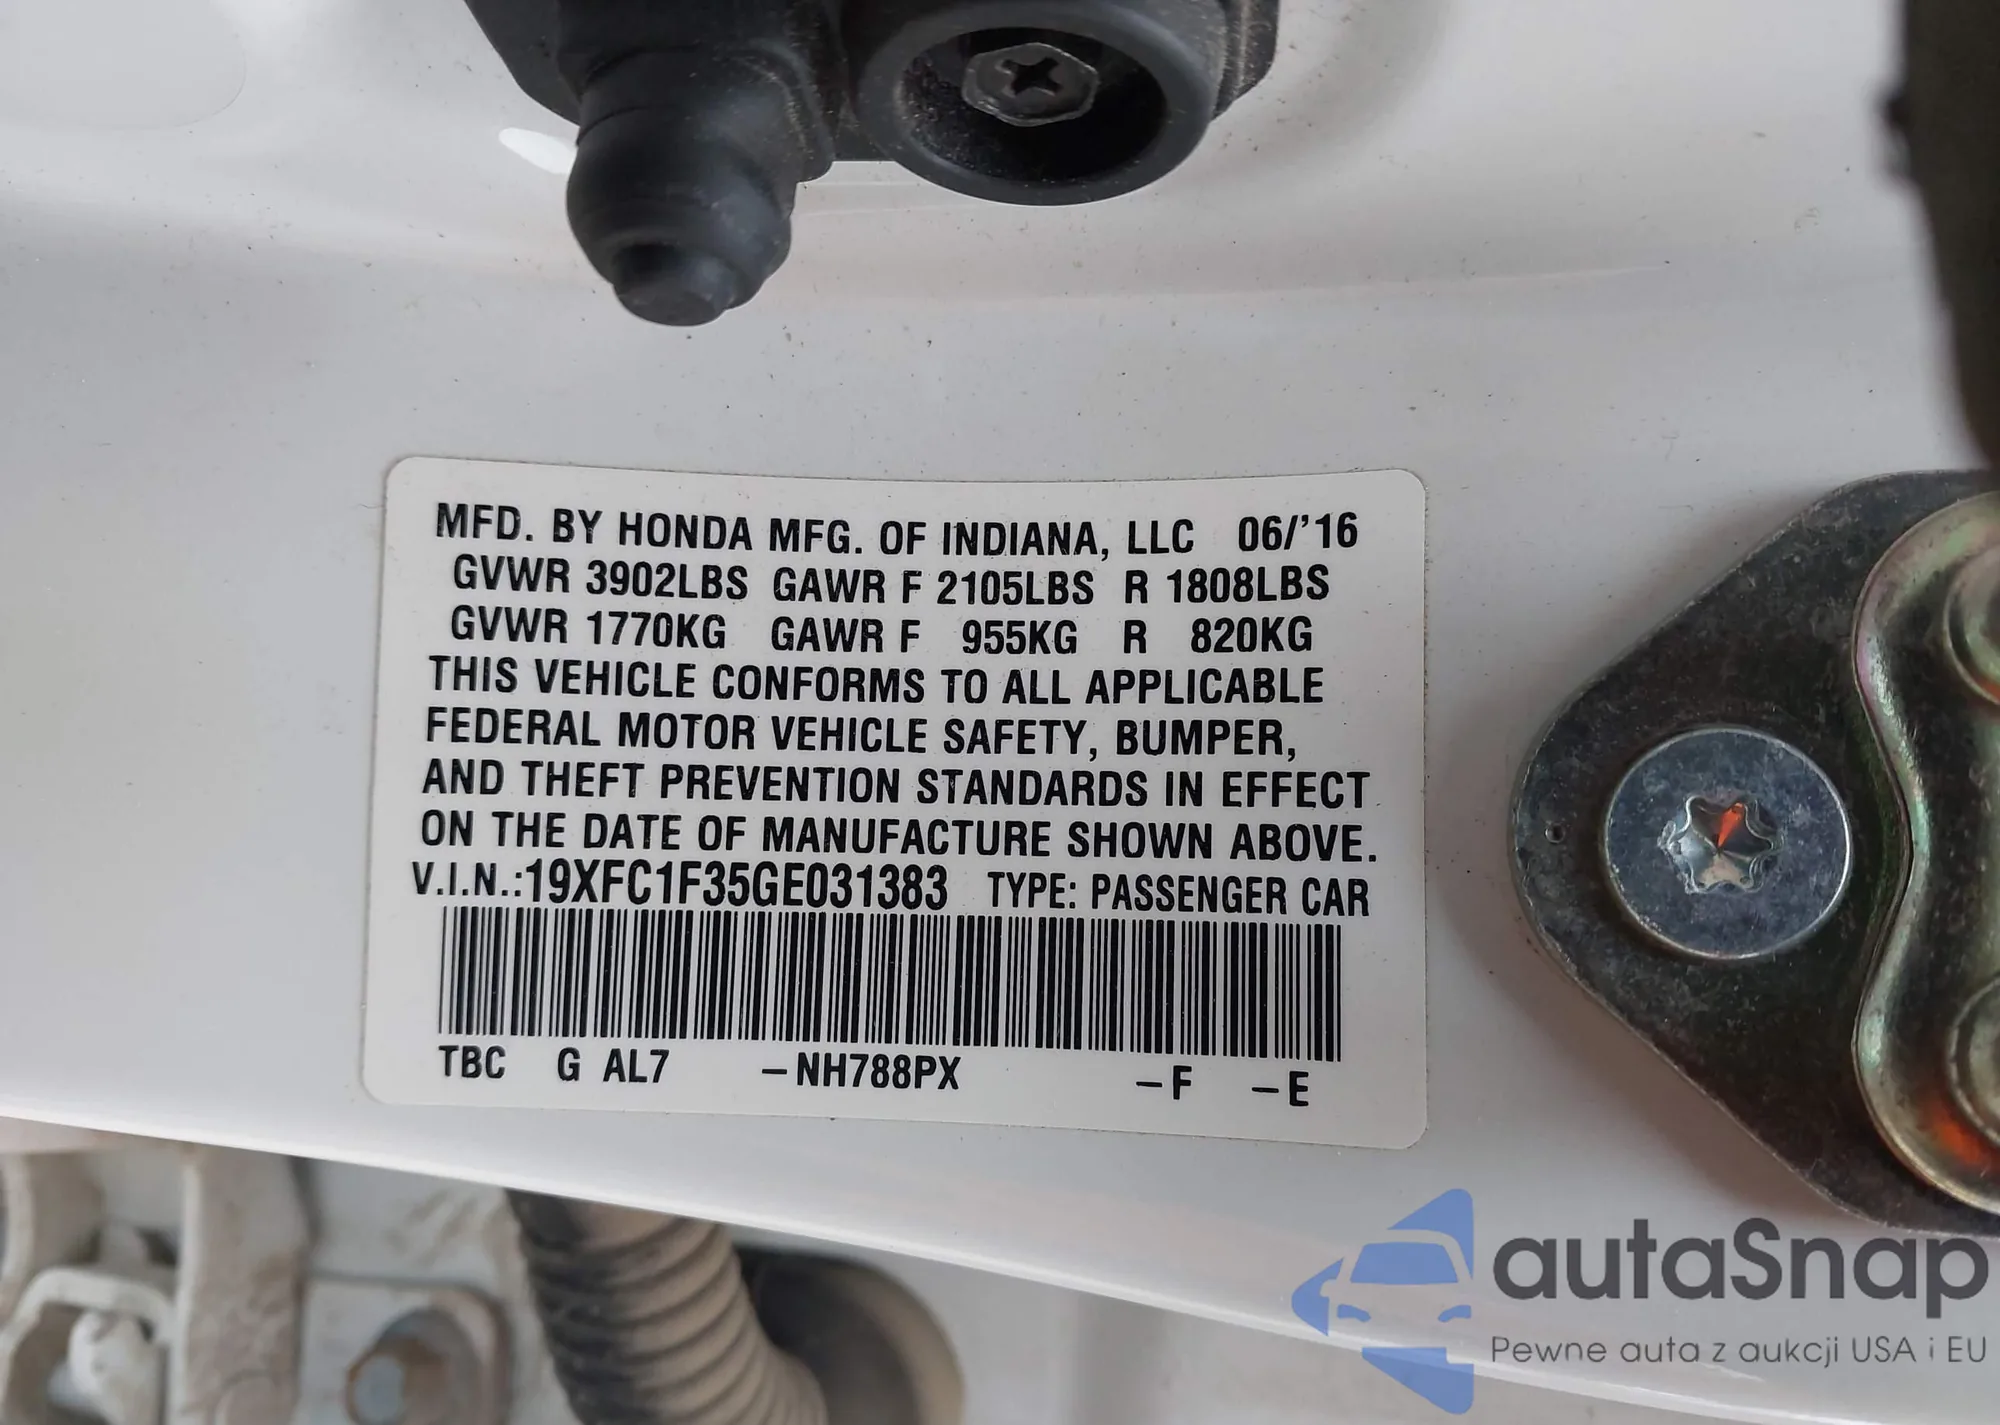 MFD. BY HONDA MFG. OF INDIANA, LLC 06/'16
GVWR 3902LBS GAWR F 2105LBS R 1808LBS
GVWR 1770KG GAWR F 955KG R 820KG
THIS VEHICLE CONFORMS TO ALL APPLICABLE
FEDERAL MOTOR VEHICLE SAFETY, BUMPER,
AND THEFT PREVENTION STANDARDS IN EFFECT
ON THE DATE OF MANUFACTURE SHOWN ABOVE.
V.I.N.:19XFC1F35GE031383 TYPE: PASSENGER CAR
TBC G AL7 –NH788PX –F –E
autaSnap
Pewne auta z aukcji USA i EU